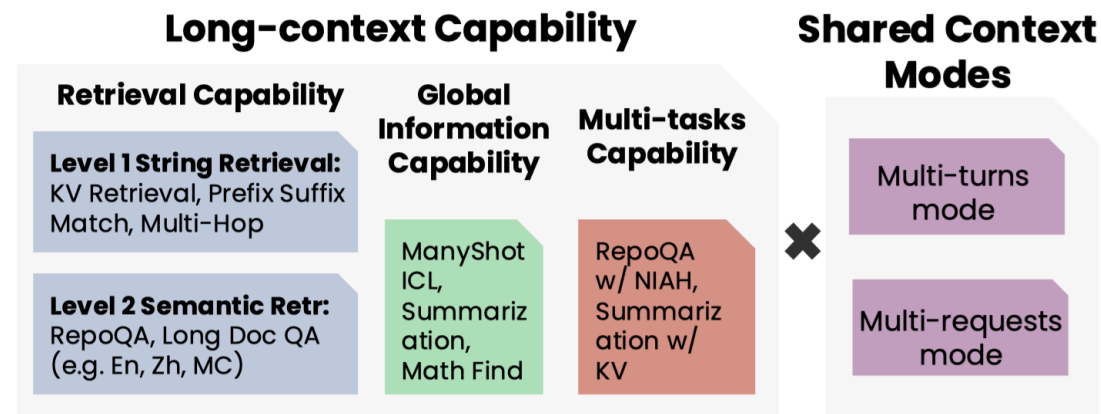 Long-context Capability
Shared Context
Modes
Retrieval Capability
Level 1 String Retrieval:
KV Retrieval, Prefix Suffix
Match, Multi-Hop
Level 2 Semantic Retr:
RepoQA, Long Doc QA
(e.g. En, Zh, MC)
Global
Information
Capability
ManyShot
ICL,
Summariz
ation,
Math Find
Multi-tasks
Capability
RepoQA
w/ NIAH,
Summariz
ation w/
KV
Multi-turns
mode
Multi-requests
mode